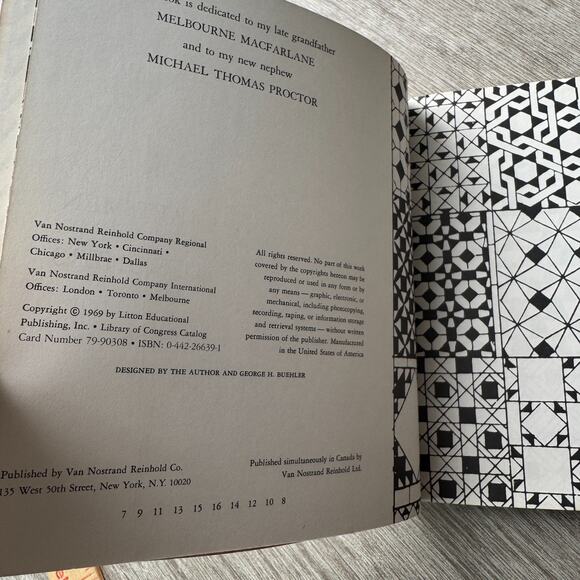 ok is dedicated to my late grandfather
MELBOURNE MACFARLANE
and to my new nephew
MICHAEL THOMAS PROCTOR
Van Nostrand Reinhold Company Regional
Offices: New York • Cincinnati •
Chicago • Millbrae • Dallas
Van Nostrand Reinhold Company International
Offices: London • Toronto • Melbourne
Copyright © 1969 by Litton Educational
Publishing, Inc. • Library of Congress Catalog
Card Number 79-90308 • ISBN: 0-442-26639-1
All rights reserved. No part of this work
covered by the copyrights hereon may be
reproduced or used in any form or by
any means — graphic, electronic, or
mechanical, including photocopying,
recording, taping, or information storage
and retrieval systems — without written
permission of the publisher. Manufactured
in the United States of America
DESIGNED BY THE AUTHOR AND GEORGE H. BUEHLER
Published by Van Nostrand Reinhold Co.
135 West 50th Street, New York, N.Y. 10020
Published simultaneously in Canada by
Van Nostrand Reinhold Ltd.
7 9 11 13 15 16 14 12 10 8